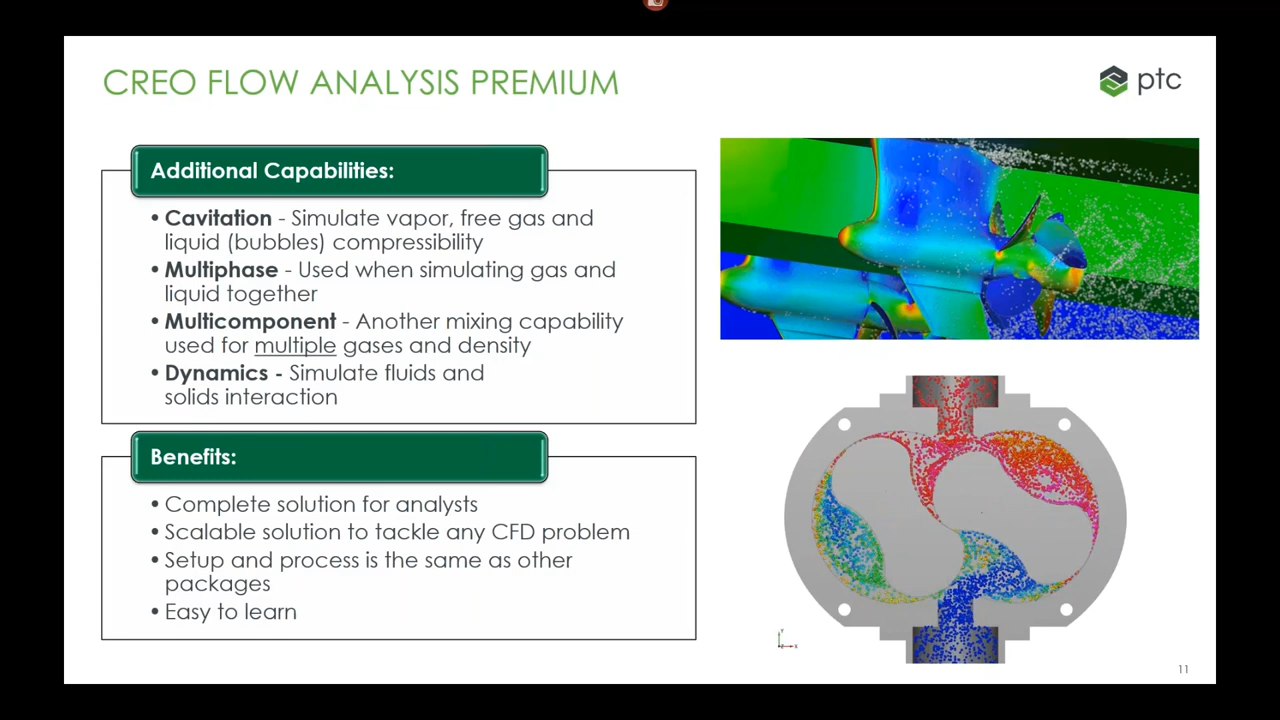 CREO FLOW ANALYSIS PREMIUM
ptc
Additional Capabilities:
• Cavitation - Simulate vapor, free gas and
liquid (bubbles) compressibility
• Multiphase - Used when simulating gas and
liquid together
• Multicomponent - Another mixing capability
used for multiple gases and density
• Dynamics - Simulate fluids and
solids interaction
Benefits:
• Complete solution for analysts
• Scalable solution to tackle any CFD problem
• Setup and process is the same as other
packages
• Easy to learn
11